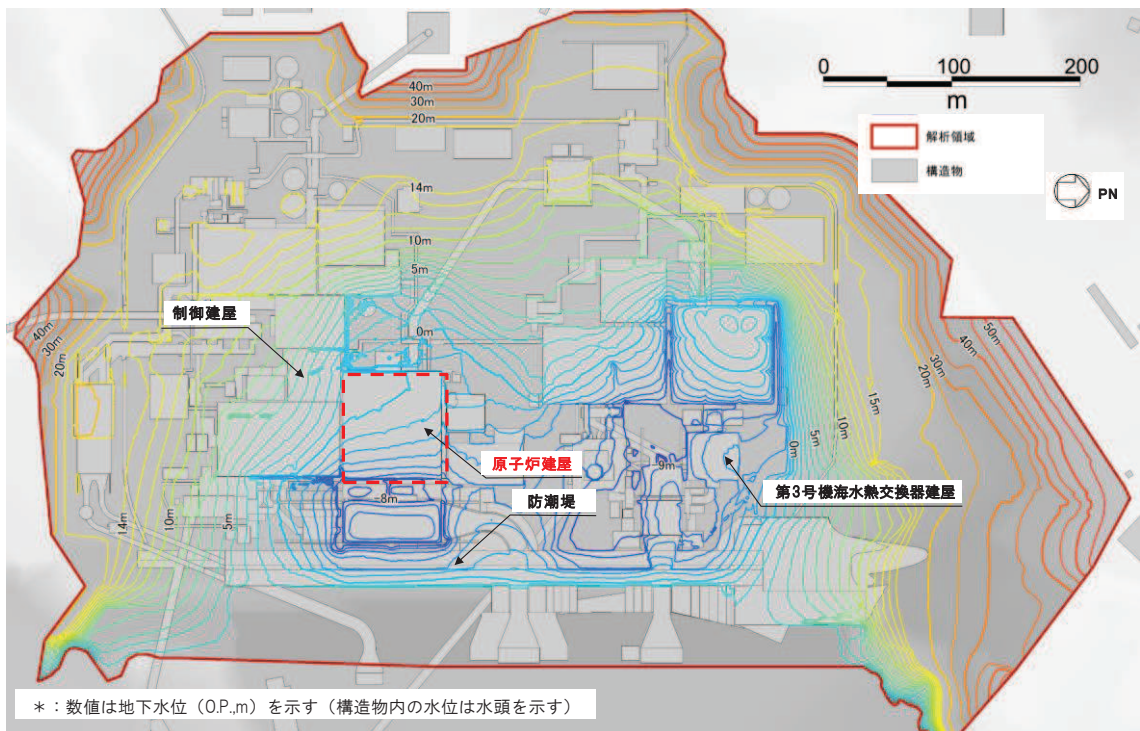 0 100 200
m
解析領域
構造物
PN
40m
30m
20m
14m
10m
5m
0m
制御建屋
40m
30m
20m
原子炉建屋
-8m
防潮堤
14m
10m
5m
-9m
第3号機海水熱交換器建屋
50m
40m
30m
20m
15m
10m
5m
0m
＊：数値は地下水位（O.P.,m）を示す（構造物内の水位は水頭を示す）